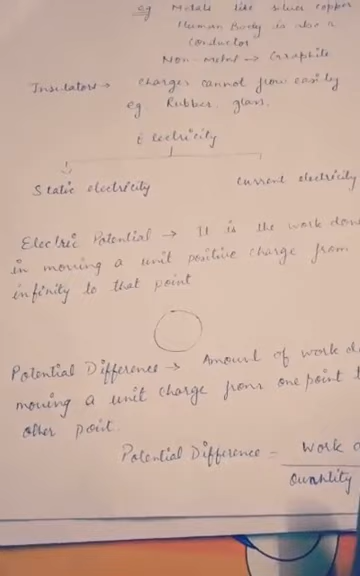 eg Metals like silver copper
Human Body is also a
conductor
Non-metal → Graphite
Insulators → charges cannot flow easily
eg. Rubber, glass.
Electricity
Static electricity current electricity
Electric Potential → It is the work done
in moving a unit positive charge from
infinity to that point
Potential Difference → Amount of work d
moving a unit charge from one point t
other point.
Potential Difference = Work d
Quantity